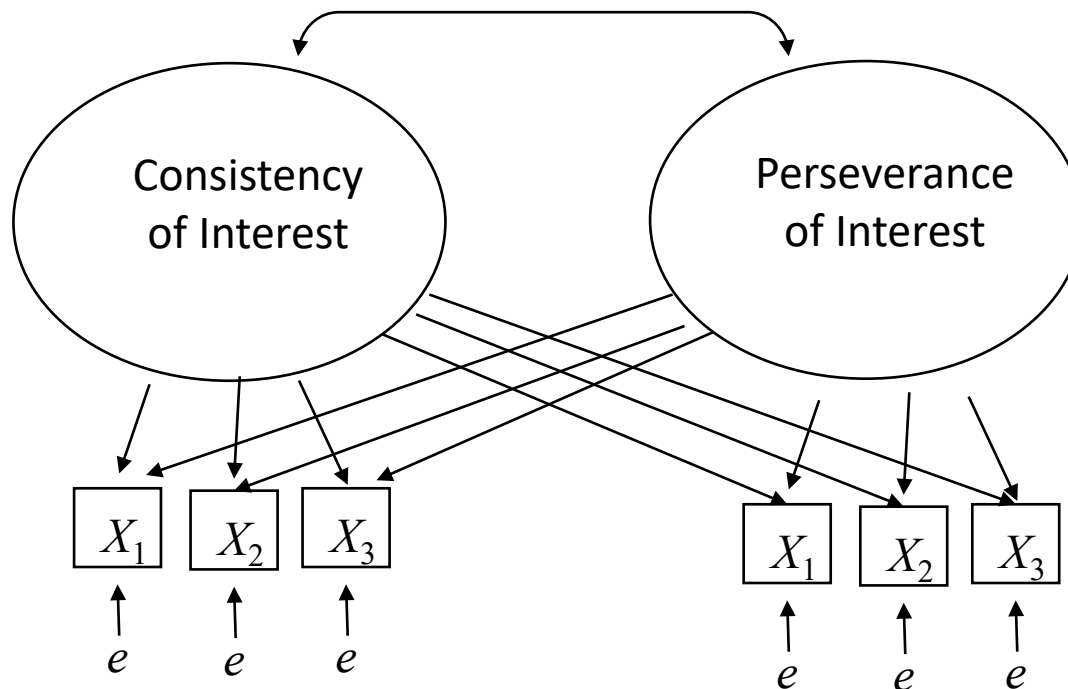 Consistency
of Interest
Perseverance
of Interest
X₁ X₂ X₃
X₁ X₂ X₃
e e e
e e e